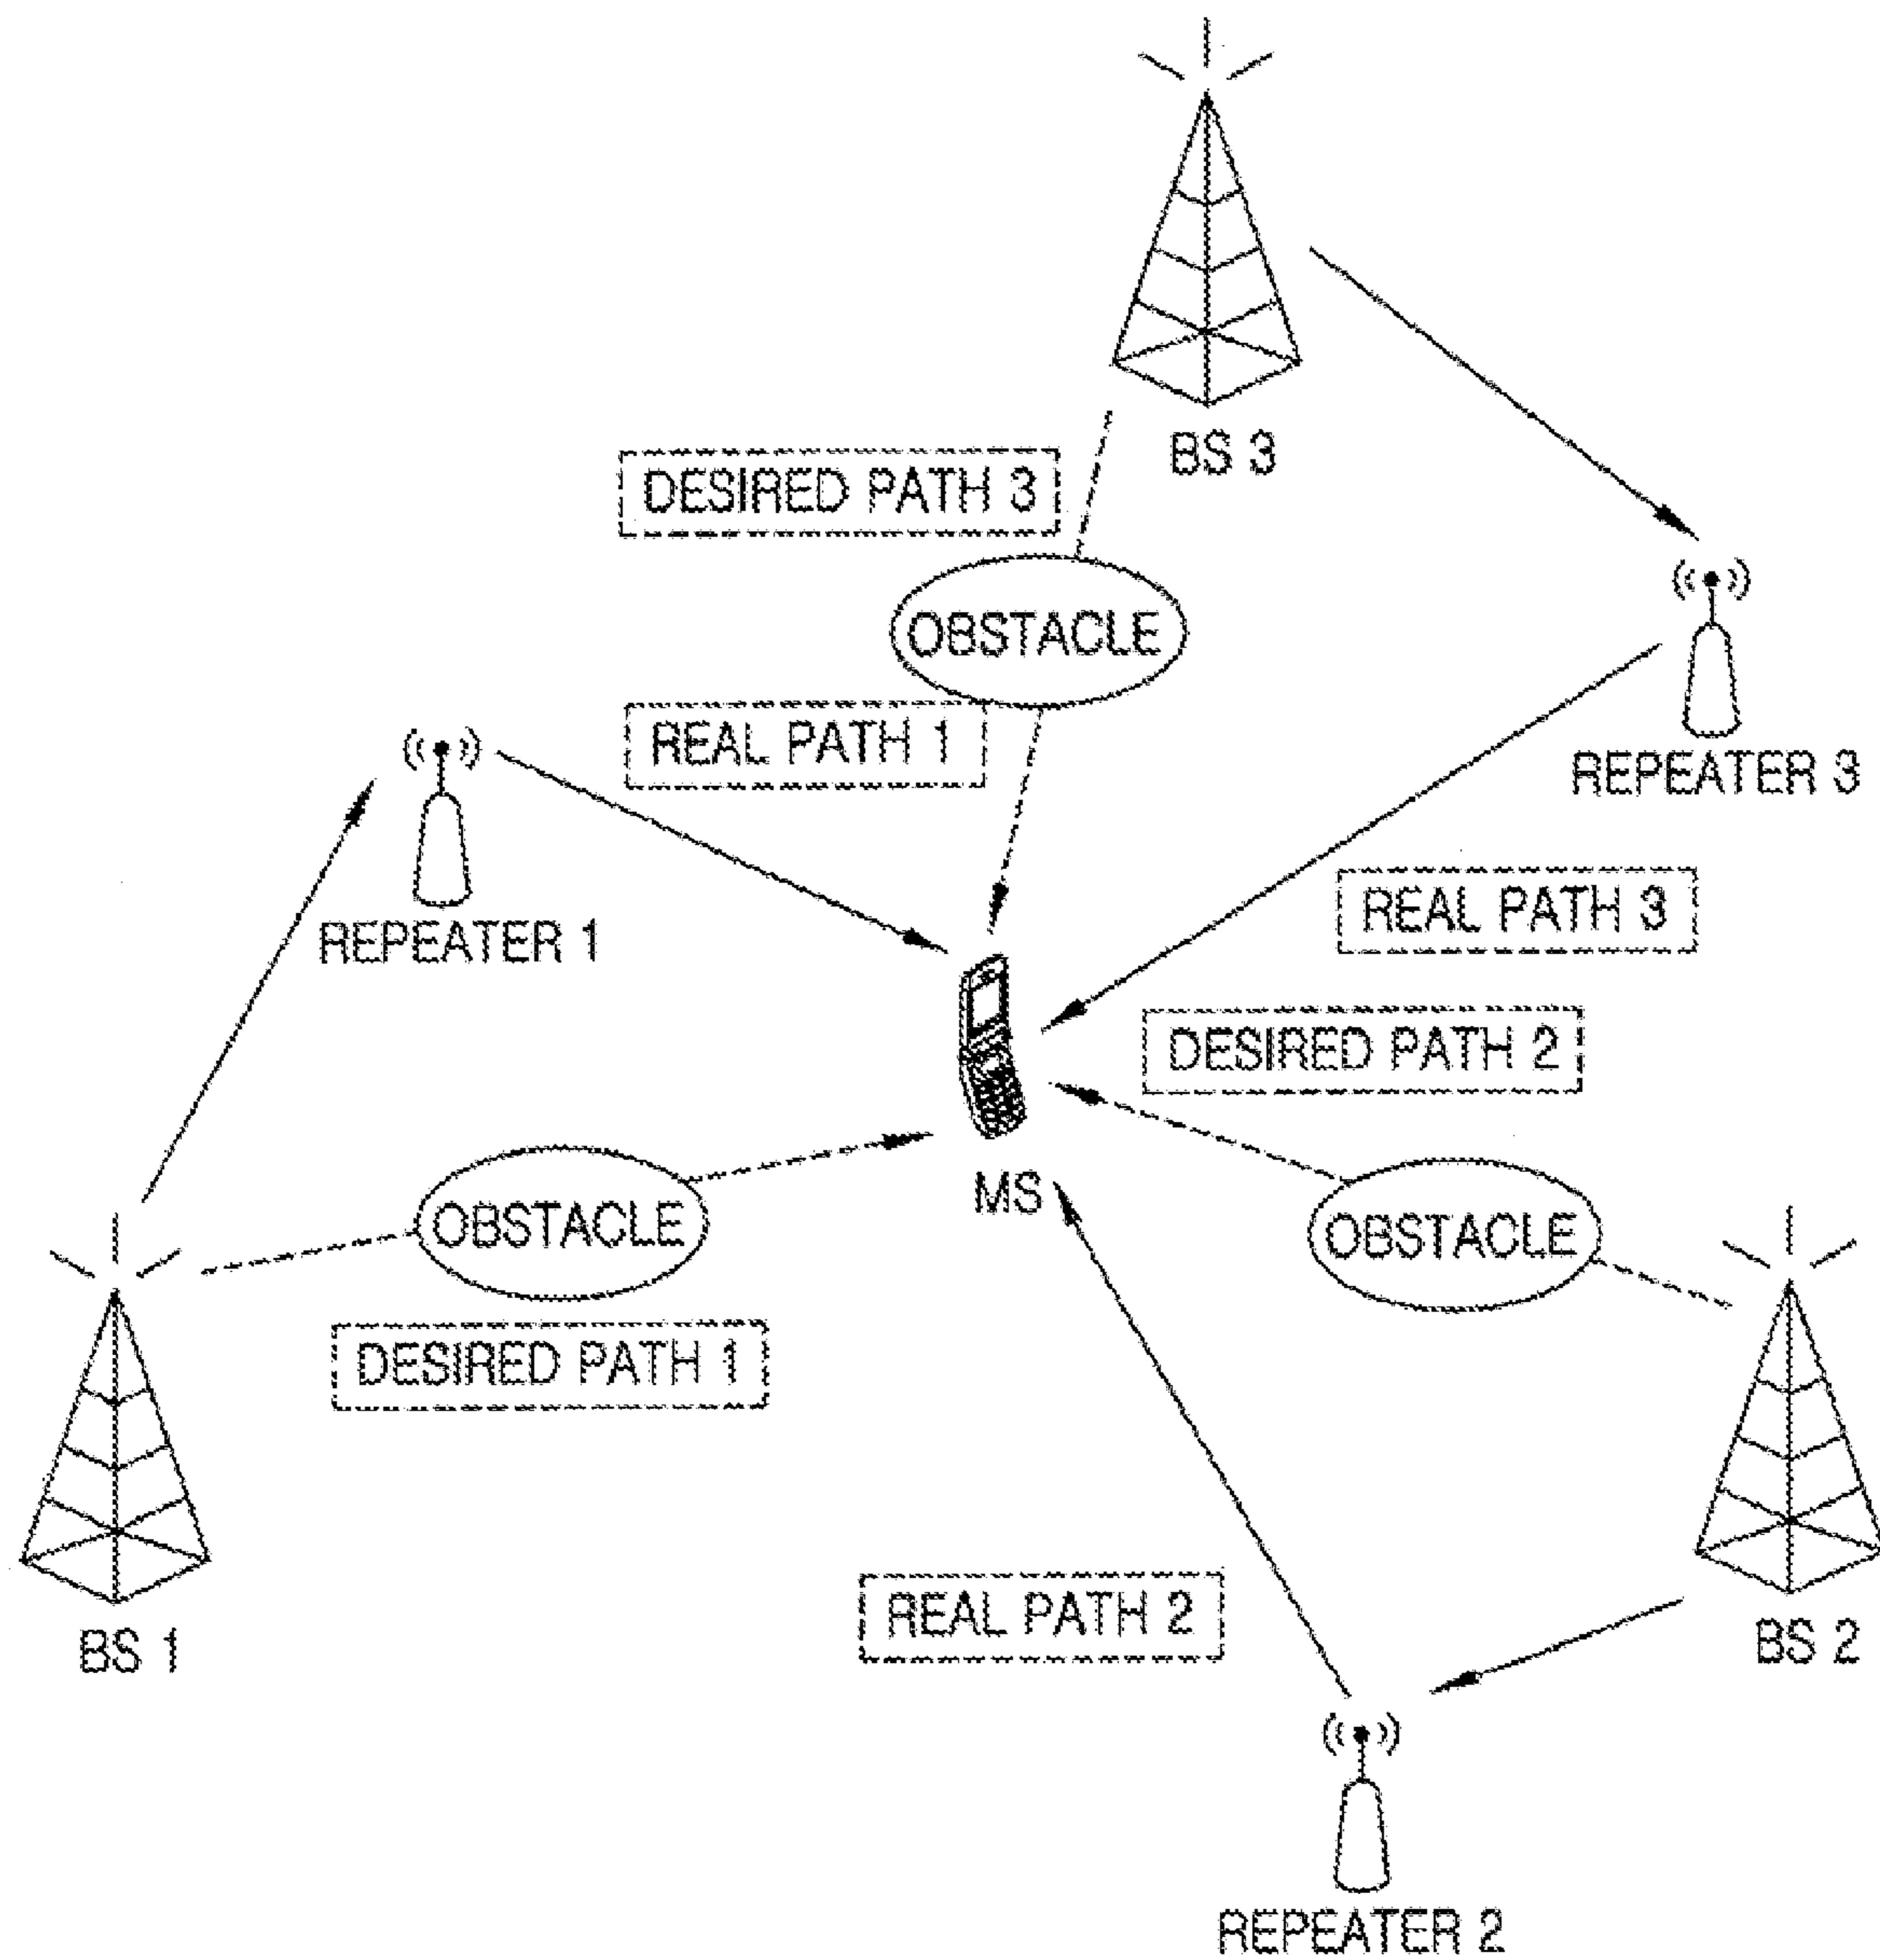 BS 3
DESIRED PATH 3
OBSTACLE
REAL PATH 1
REPEATER 3
REPEATER 1
REAL PATH 3
DESIRED PATH 2
MS
OBSTACLE
OBSTACLE
DESIRED PATH 1
REAL PATH 2
BS 1
BS 2
REPEATER 2